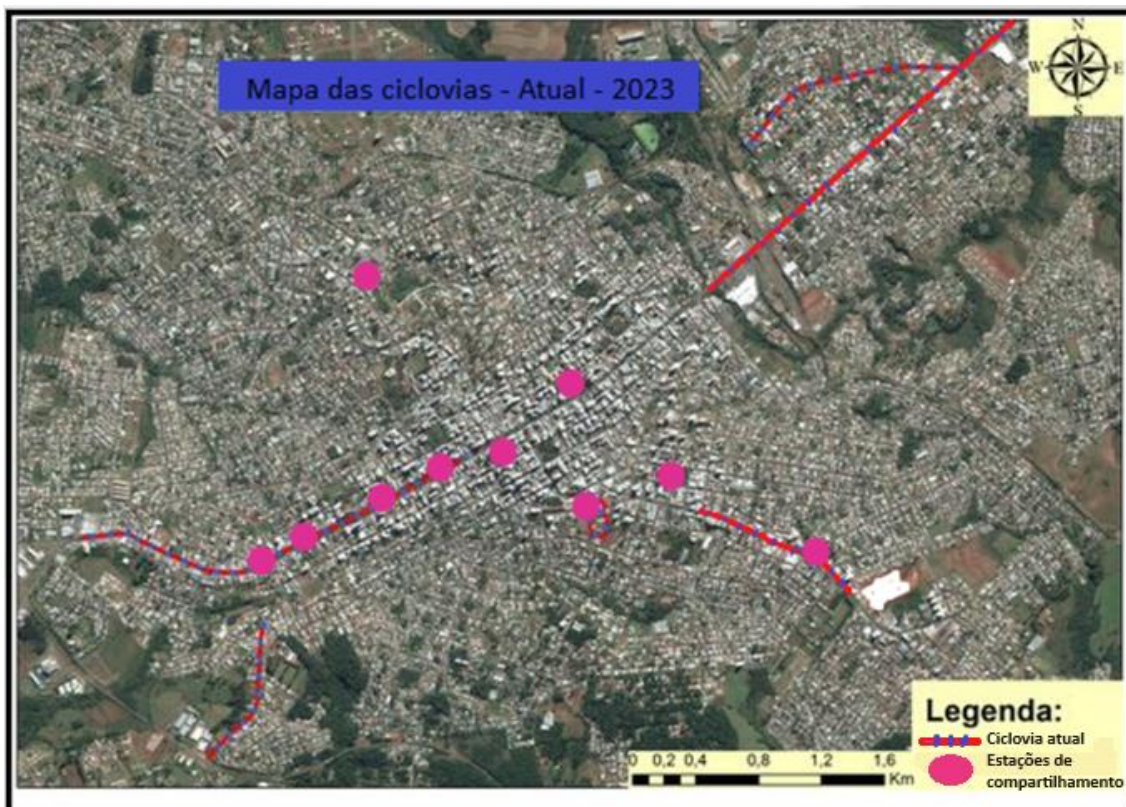 Mapa das ciclovias - Atual - 2023
N
W E
S
Legenda:
Ciclovia atual
Estações de
compartilhamento
0 0,2 0,4 0,8 1,2 1,6
Km